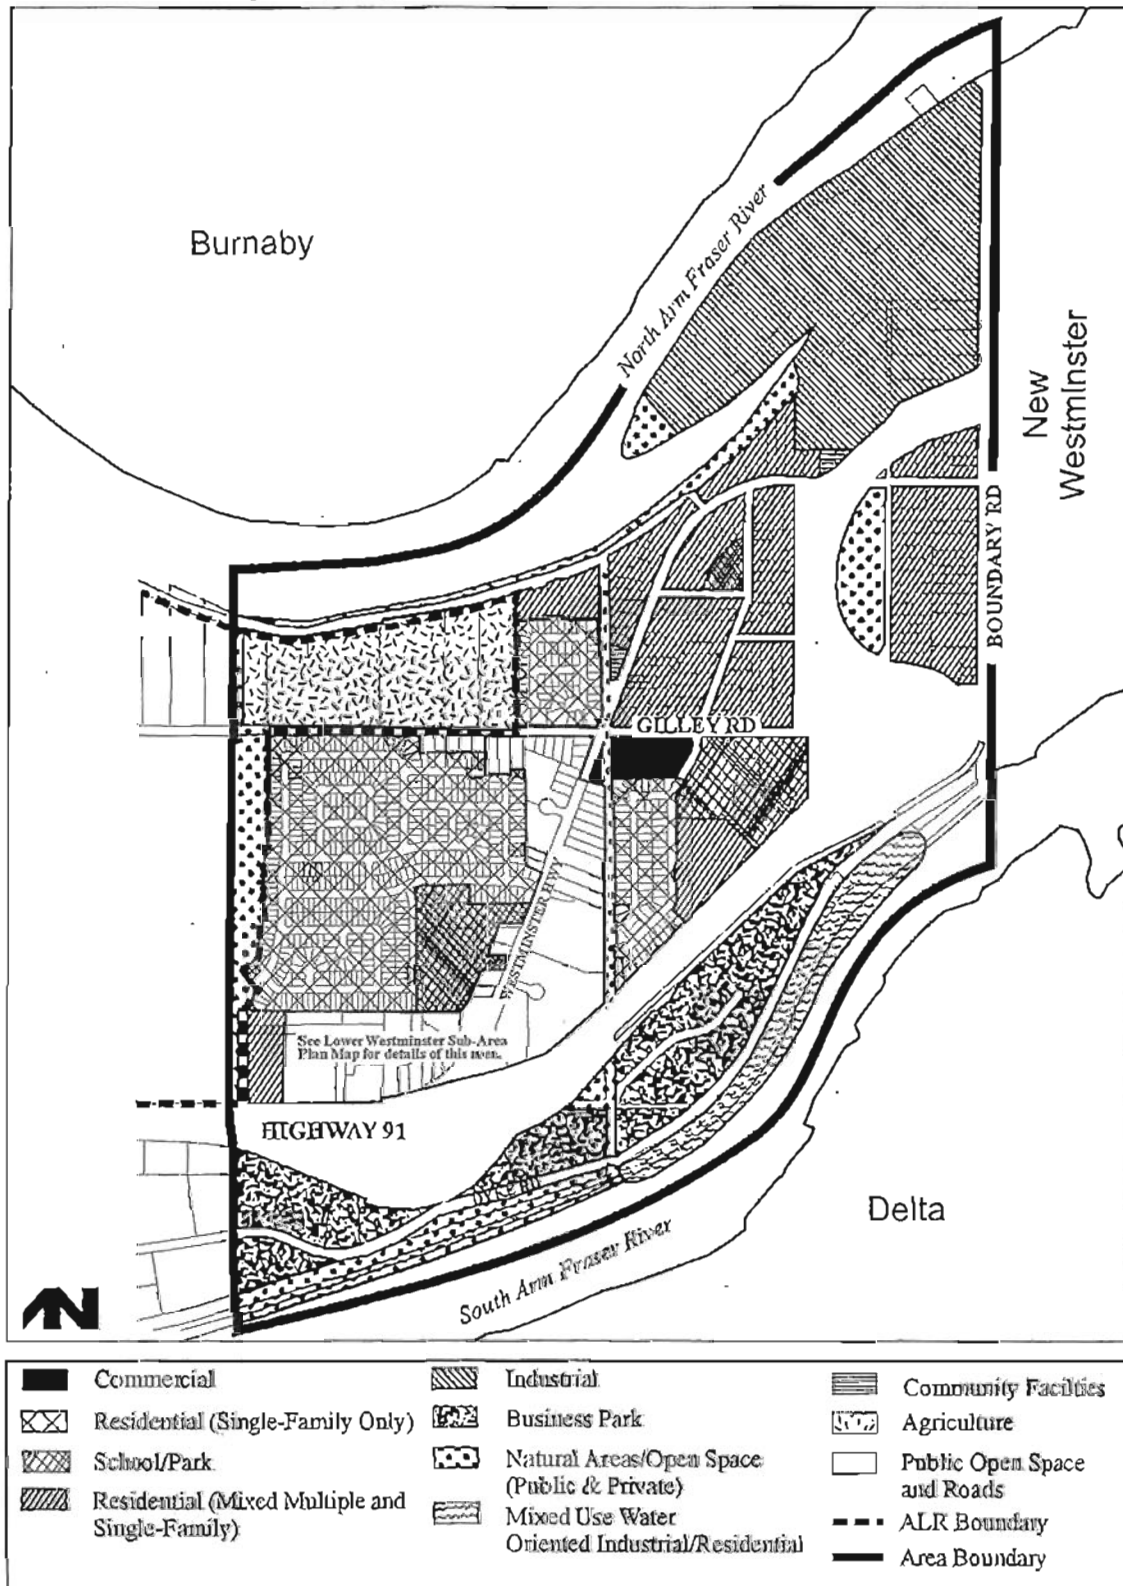 Burnaby
North Arm Fraser River
New
Westminster
BOUNDARY RD
GILLEY RD
WESTMINSTER HWY
See Lower Westminster Sub-Area
Plan Map for details of this area.
HIGHWAY 91
Delta
South Arm Fraser River
N
Commercial
Residential (Single-Family Only)
School/Park
Residential (Mixed Multiple and
Single-Family)
Industrial
Business Park
Natural Areas/Open Space
(Public & Private)
Mixed Use Water
Oriented Industrial/Residential
Community Facilties
Agriculture
Public Open Space
and Roads
ALR Boundary
Area Boundary